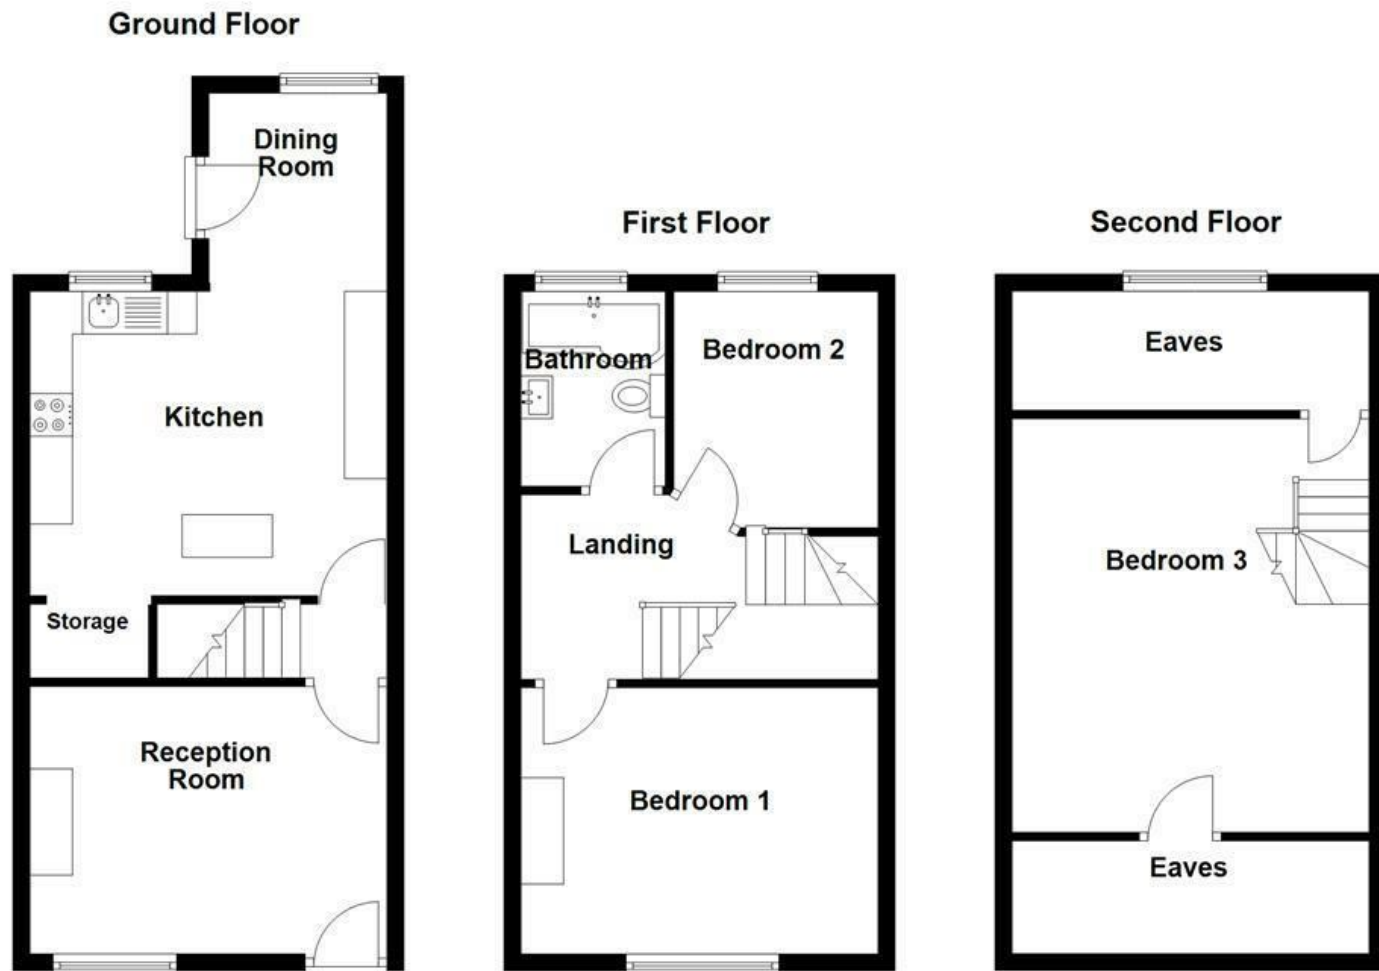 Ground Floor
Dining
Room
Kitchen
Storage
Reception
Room
First Floor
Bathroom
Bedroom 2
Landing
Bedroom 1
Second Floor
Eaves
Bedroom 3
Eaves